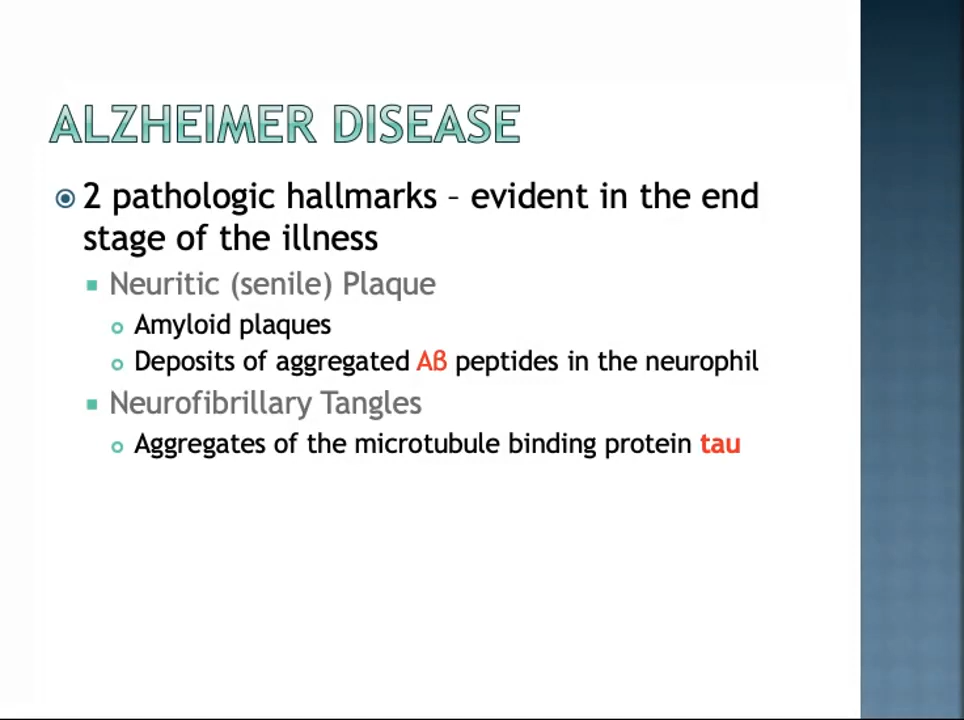 ALZHEIMER DISEASE
2 pathologic hallmarks – evident in the end
stage of the illness
Neuritic (senile) Plaque
Amyloid plaques
Deposits of aggregated Aβ peptides in the neurophil
Neurofibrillary Tangles
Aggregates of the microtubule binding protein tau